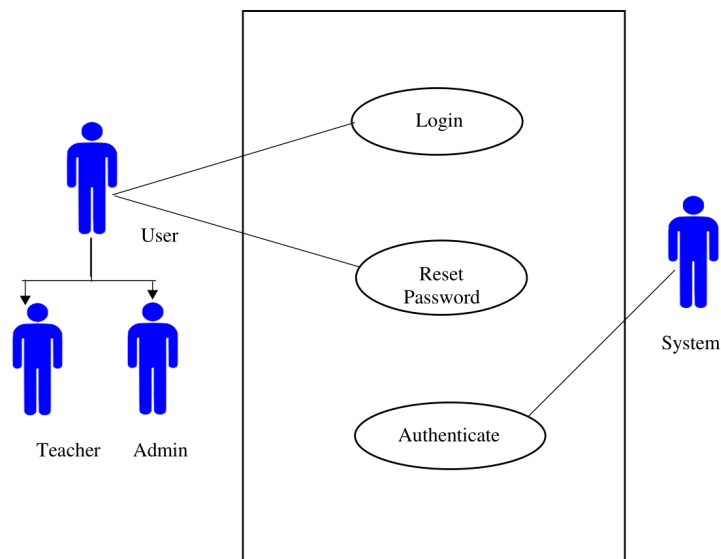 Login
User
Reset
Password
System
Authenticate
Teacher
Admin